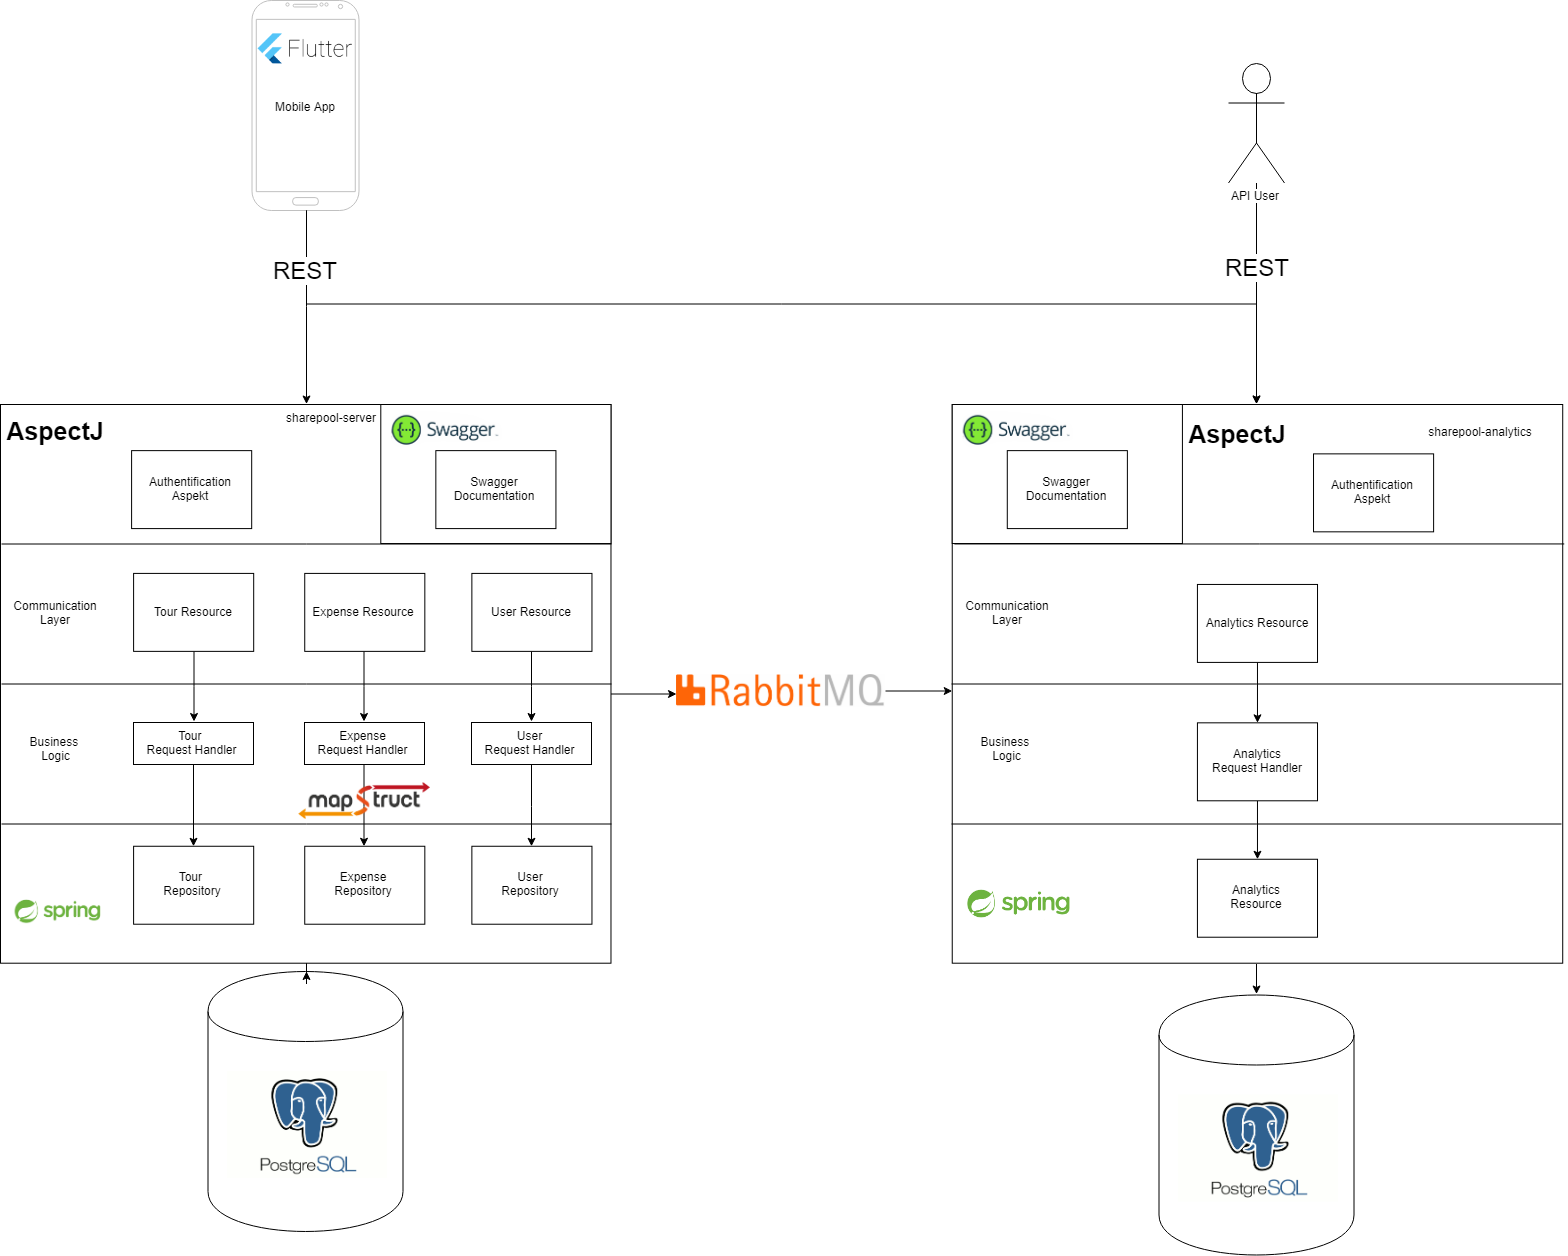 Flutter
Mobile App
API User
REST
REST
AspectJ
sharepool-server
{···} Swagger.
Authentification
Aspekt
Swagger
Documentation
Communication
Layer
Tour Resource
Expense Resource
User Resource
Business
Logic
Tour
Request Handler
Expense
Request Handler
User
Request Handler
mapStruct
spring
Tour
Repository
Expense
Repository
User
Repository
PostgreSQL
RabbitMQ
{···} Swagger.
AspectJ
sharepool-analytics
Swagger
Documentation
Authentification
Aspekt
Communication
Layer
Analytics Resource
Business
Logic
Analytics
Request Handler
spring
Analytics
Resource
PostgreSQL